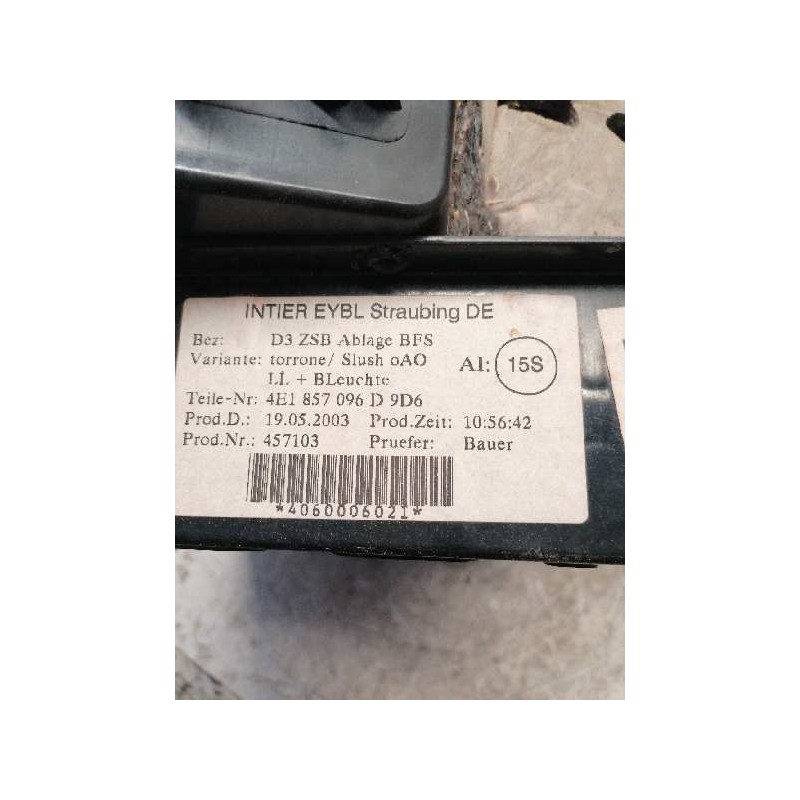 INTIER EYBL Straubing DE
Bez: D3 ZSB Ablage BFS
Variante: torrone/ Slush oAO
LL + BLeuchte
AI: 15S
Teile-Nr: 4E1 857 096 D 9D6
Prod.D.: 19.05.2003 Prod.Zeit: 10:56:42
Prod.Nr.: 457103 Pruefer: Bauer
*4060006021*